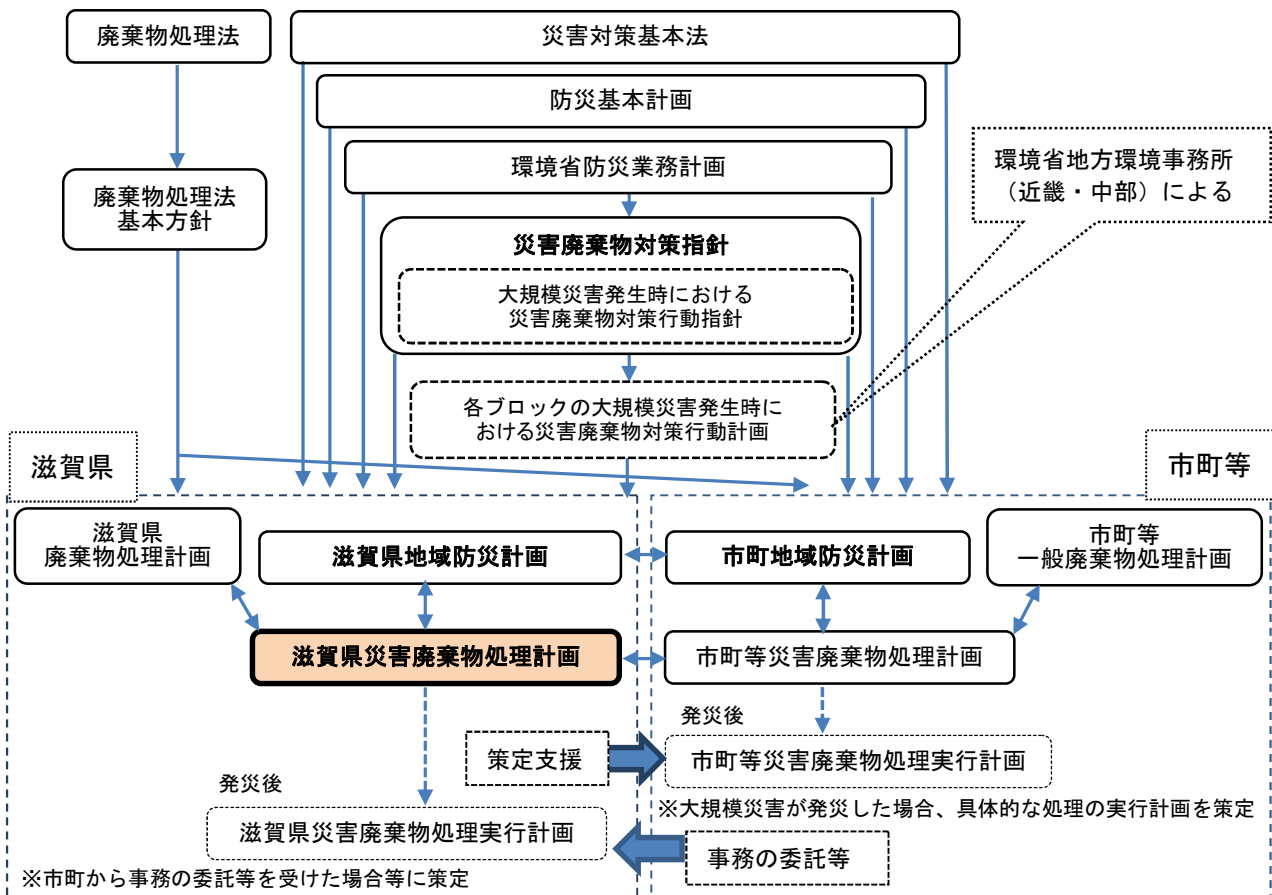 廃棄物処理法
災害対策基本法
防災基本計画
環境省防災業務計画
環境省地方環境事務所
（近畿・中部）による
廃棄物処理法
基本方針
災害廃棄物対策指針
大規模災害発生時における
災害廃棄物対策行動指針
各ブロックの大規模災害発生時に
おける災害廃棄物対策行動計画
滋賀県
市町等
滋賀県
廃棄物処理計画
滋賀県地域防災計画
市町地域防災計画
市町等
一般廃棄物処理計画
滋賀県災害廃棄物処理計画
市町等災害廃棄物処理計画
発災後
策定支援
市町等災害廃棄物処理実行計画
※大規模災害が発災した場合、具体的な処理の実行計画を策定
発災後
滋賀県災害廃棄物処理実行計画
事務の委託等
※市町から事務の委託等を受けた場合等に策定